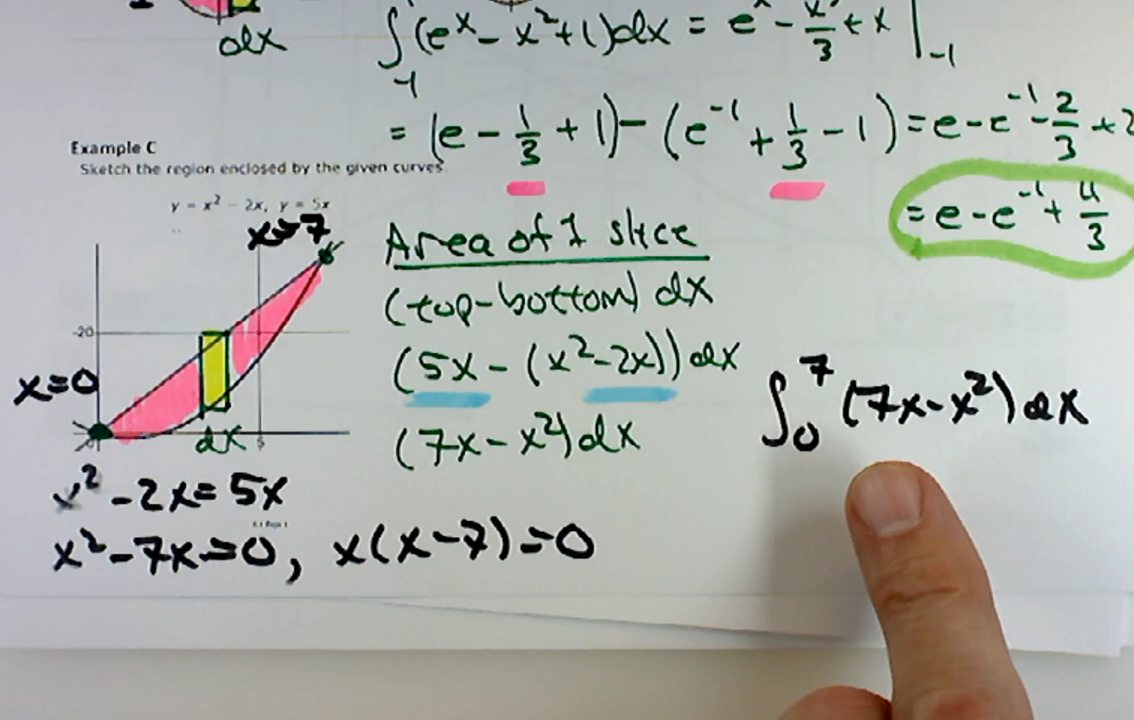 dx
∫₋₁ (eˣ - x² + 1)dx = eˣ - x³/3 + x |₋₁
= (e - 1/3 + 1) - (e⁻¹ + 1/3 - 1) = e - e⁻¹ - 2/3 + 2
= e - e⁻¹ + 4/3
Example C
Sketch the region enclosed by the given curves.
y = x² - 2x, y = 5x
x=7
-20
x=0
dx
5
Area of 1 slice
(top-bottom) dx
(5x - (x²-2x)) dx
(7x - x²)dx
∫₀⁷ (7x-x²)dx
x² - 2x = 5x
x² - 7x = 0, x(x-7)=0